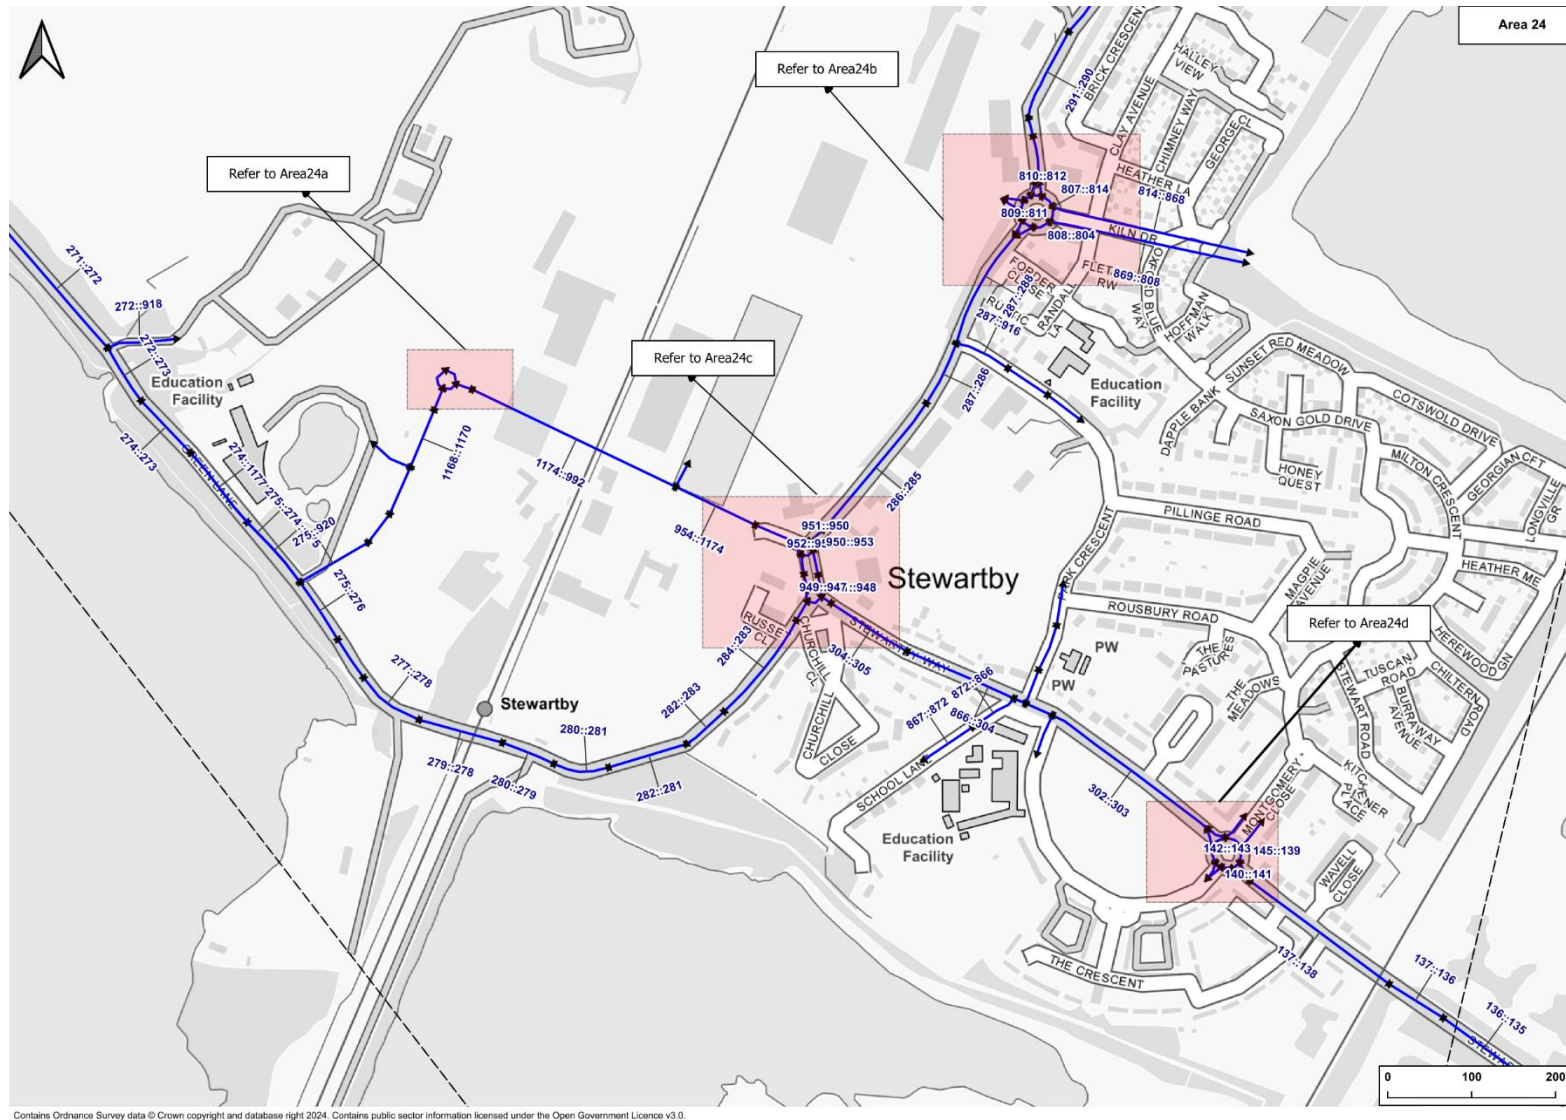 Area 24
Refer to Area24b
Refer to Area24a
Refer to Area24c
Refer to Area24d
BRICK CRESCENT
HALLEY
VIEW
CLAY AVENUE
CHIMNEY WAY
GEORGE CL
HEATHER LA
291::290
810::812
807::814
814::868
809::811
808::804
KILN DR
869::808
OXFORD BLUE
WAY
HOFFMAN
WALK
FORDER
CLOSE
RUSTIC
LA
RANDALL
RW
287::288
287::916
287::286
286::285
271::272
272::918
272::273
Education
Facility
274::273
GREEN LANE
274::1177
275::274
275::920
275::276
1168::1170
1174::992
954::1174
951::950
950::953
949::947
::948
Stewartby
Education
Facility
SUNSET
RED MEADOW
DAPPLE BANK
SAXON GOLD DRIVE
COTSWOLD DRIVE
HONEY
QUEST
MILTON CRESCENT
GEORGIAN CFT
LONGVILLE
GR
PILLINGE ROAD
PARK CRESCENT
MAGPIE
AVENUE
HEATHER ME
ROUSBURY ROAD
HEREWOOD GN
THE
PASTURES
THE
MEADOWS
TUSCAN
ROAD
CHILTERN
ROAD
BURRAWAY
AVENUE
STEWART ROAD
KITCHENER
PLACE
MONTGOMERY
CLOSE
PW
PW
RUSSET
CL
CHURCHILL
CL
CHURCHILL
CLOSE
STEWARTBY WAY
304::305
284::283
282::283
277::278
Stewartby
280::281
279::278
280::279
282::281
872::866
867::872
866::304
SCHOOL LANE
Education
Facility
302::303
142::143
145::139
140::141
WAVELL
CLOSE
THE CRESCENT
137::138
137::136
136::135
0 100 200
Contains Ordnance Survey data © Crown copyright and database right 2024. Contains public sector information licensed under the Open Government Licence v3.0.